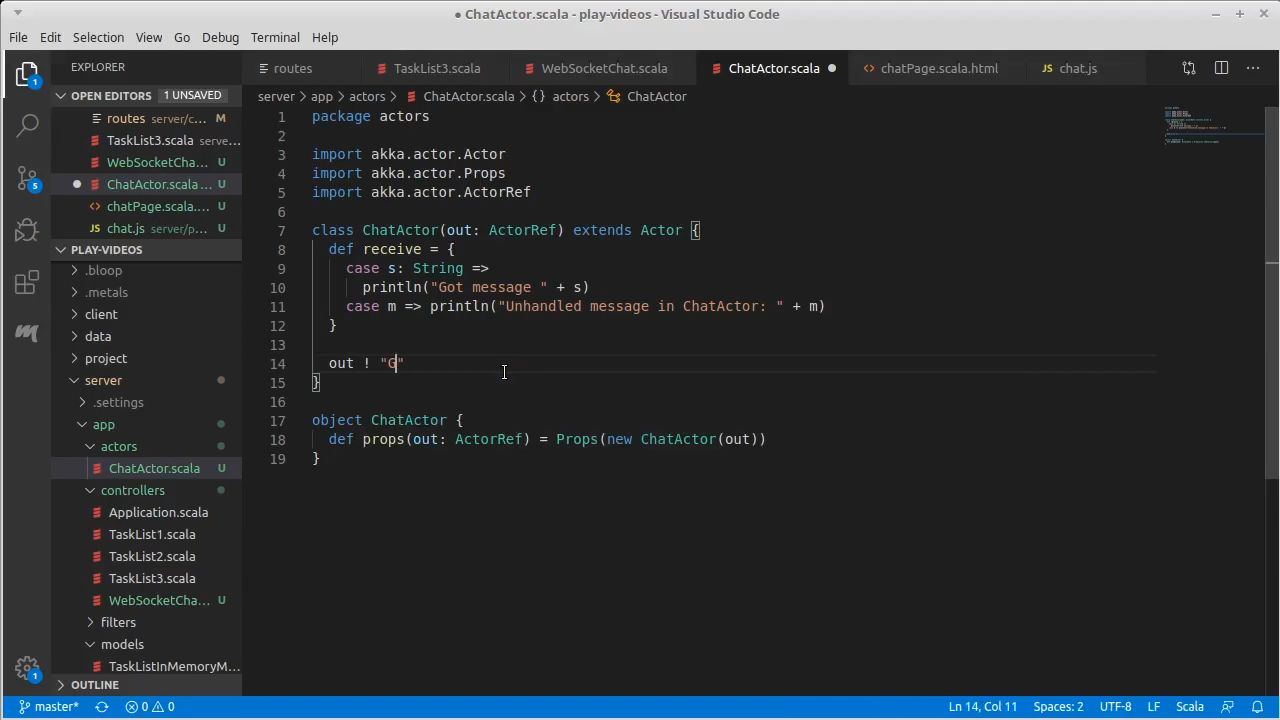 ● ChatActor.scala - play-videos - Visual Studio Code
File Edit Selection View Go Debug Terminal Help
EXPLORER
routes TaskList3.scala WebSocketChat.scala ChatActor.scala ● chatPage.scala.html chat.js
OPEN EDITORS 1 UNSAVED
server > app > actors > ChatActor.scala > {} actors > ChatActor
routes server/c... M
TaskList3.scala serve...
WebSocketCha... U
ChatActor.scala ... U
chatPage.scala.... U
JS chat.js server/p... U
PLAY-VIDEOS
.bloop
.metals
client
data
project
server
.settings
app
actors
ChatActor.scala U
controllers
Application.scala
TaskList1.scala
TaskList2.scala
TaskList3.scala
WebSocketCha... U
filters
models
TaskListInMemoryM...
OUTLINE
1 package actors
2
3 import akka.actor.Actor
4 import akka.actor.Props
5 import akka.actor.ActorRef
6
7 class ChatActor(out: ActorRef) extends Actor {
8 def receive = {
9 case s: String =>
10 println("Got message " + s)
11 case m => println("Unhandled message in ChatActor: " + m)
12 }
13
14 out ! "G"
15 }
16
17 object ChatActor {
18 def props(out: ActorRef) = Props(new ChatActor(out))
19 }
1
5
1
master* 0 0 Ln 14, Col 11 Spaces: 2 UTF-8 LF Scala